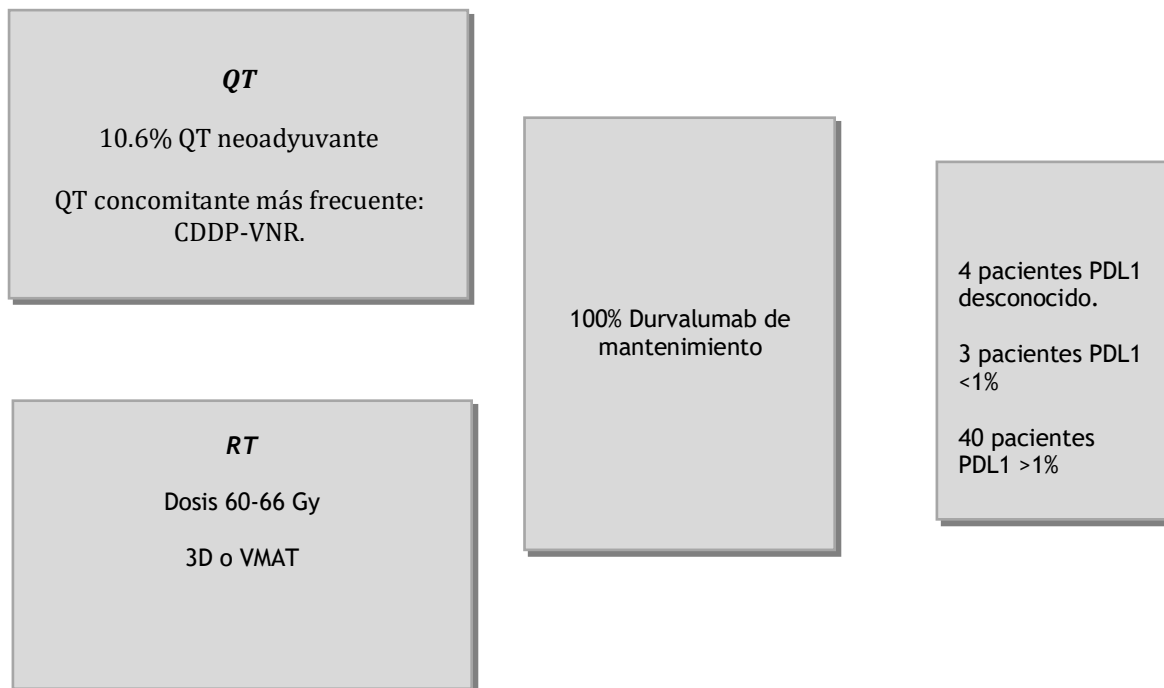 QT
10.6% QT neoadyuvante
QT concomitante más frecuente:
CDDP-VNR.
RT
Dosis 60-66 Gy
3D o VMAT
100% Durvalumab de
mantenimiento
4 pacientes PDL1
desconocido.
3 pacientes PDL1
<1%
40 pacientes
PDL1 >1%